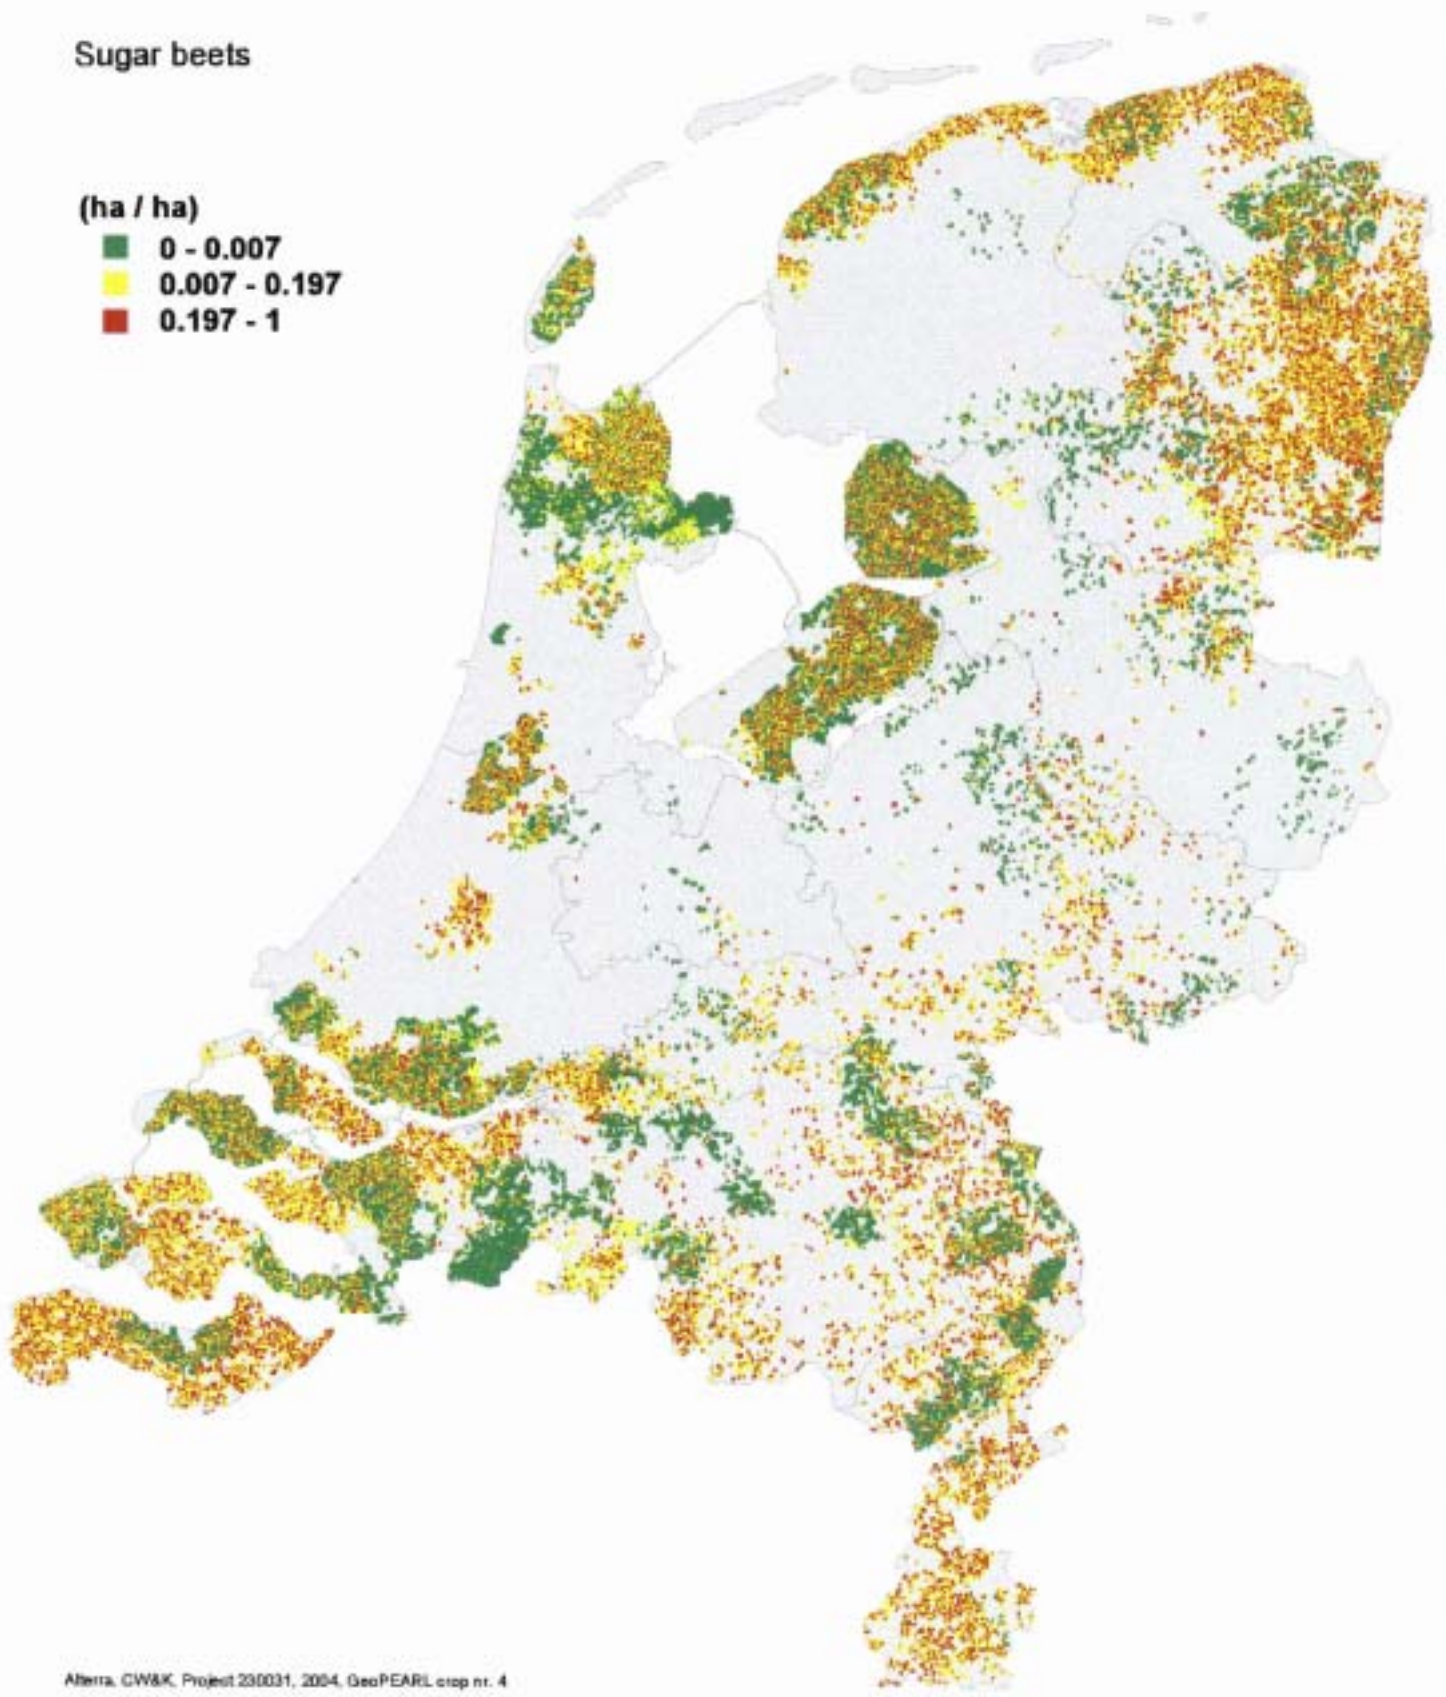 Sugar beets
(ha / ha)
0 - 0.007
0.007 - 0.197
0.197 - 1
Alterra, CW&K, Project 230031, 2004, GeoPEARL crop nr. 4